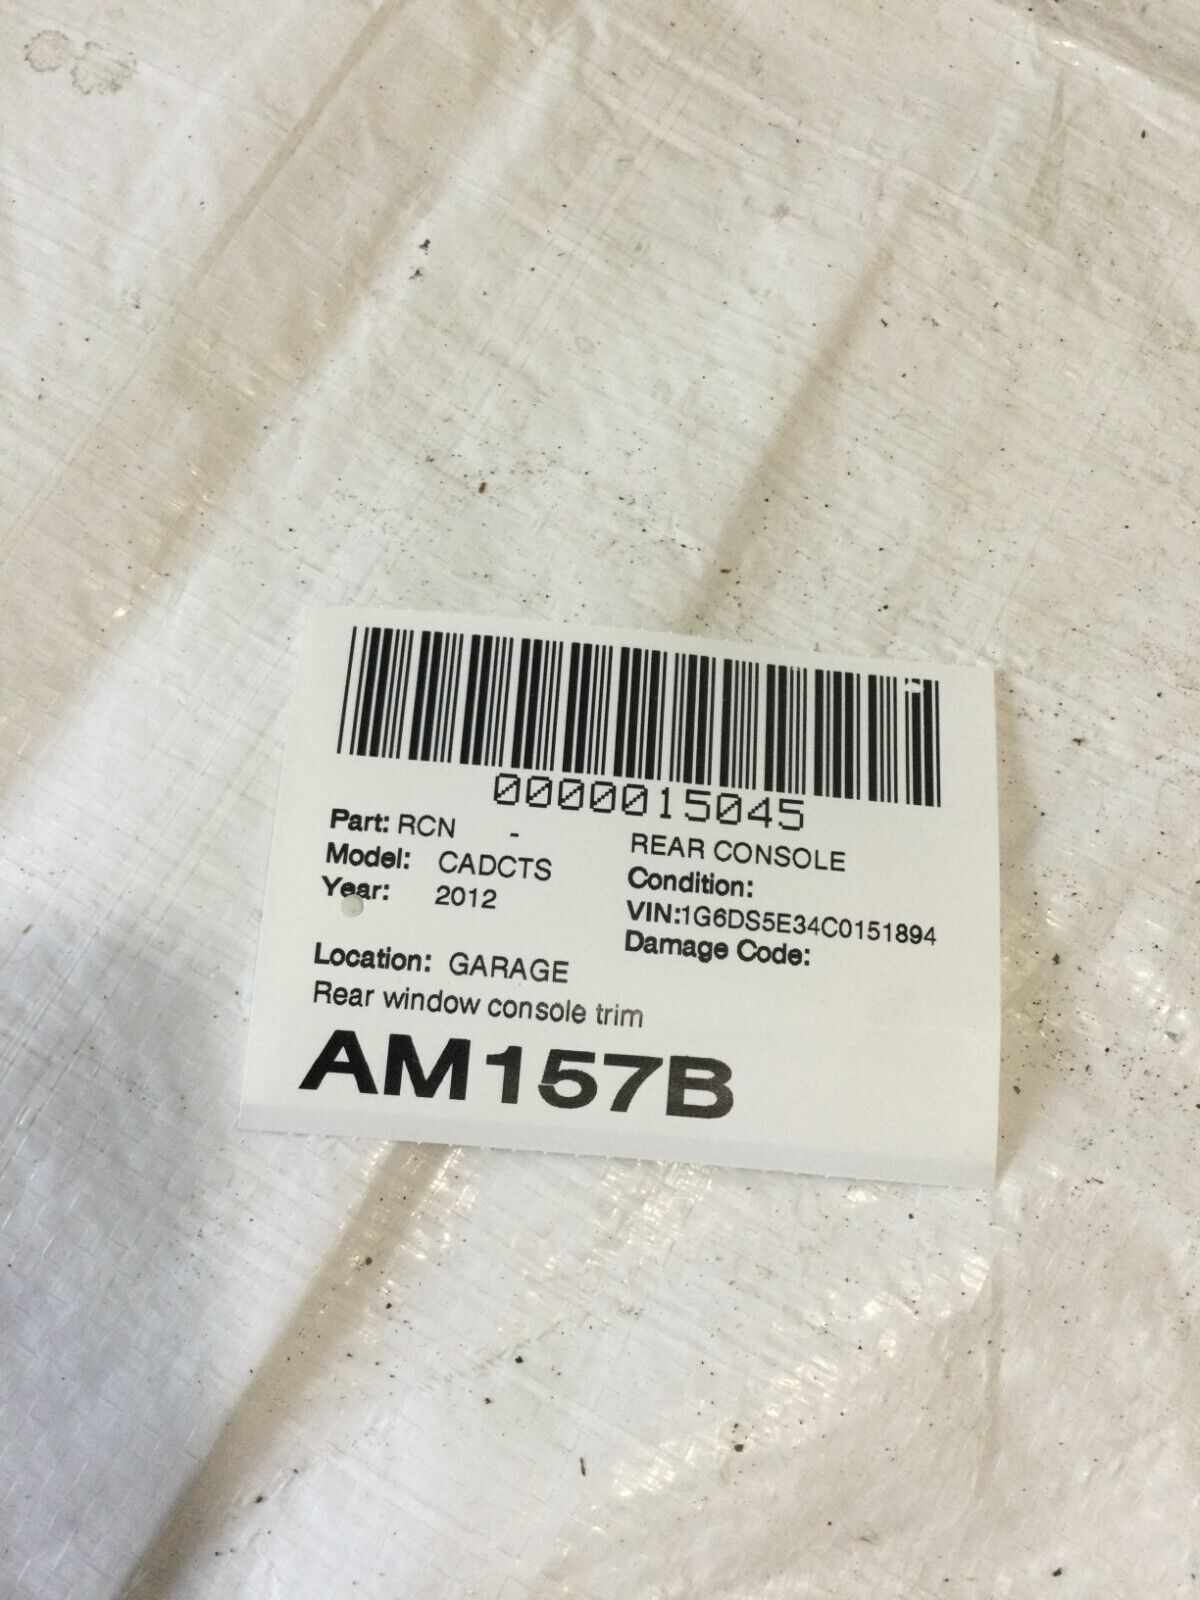 0000015045
Part: RCN - REAR CONSOLE
Model: CADCTS Condition:
Year: 2012 VIN:1G6DS5E34C0151894
Damage Code:
Location: GARAGE
Rear window console trim
AM157B